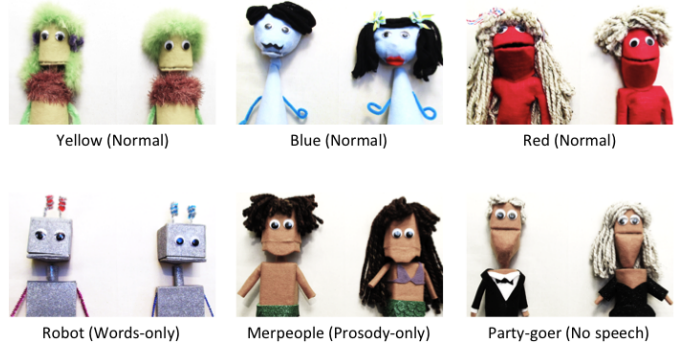 Yellow (Normal)
Blue (Normal)
Red (Normal)
Robot (Words-only)
Merpeople (Prosody-only)
Party-goer (No speech)